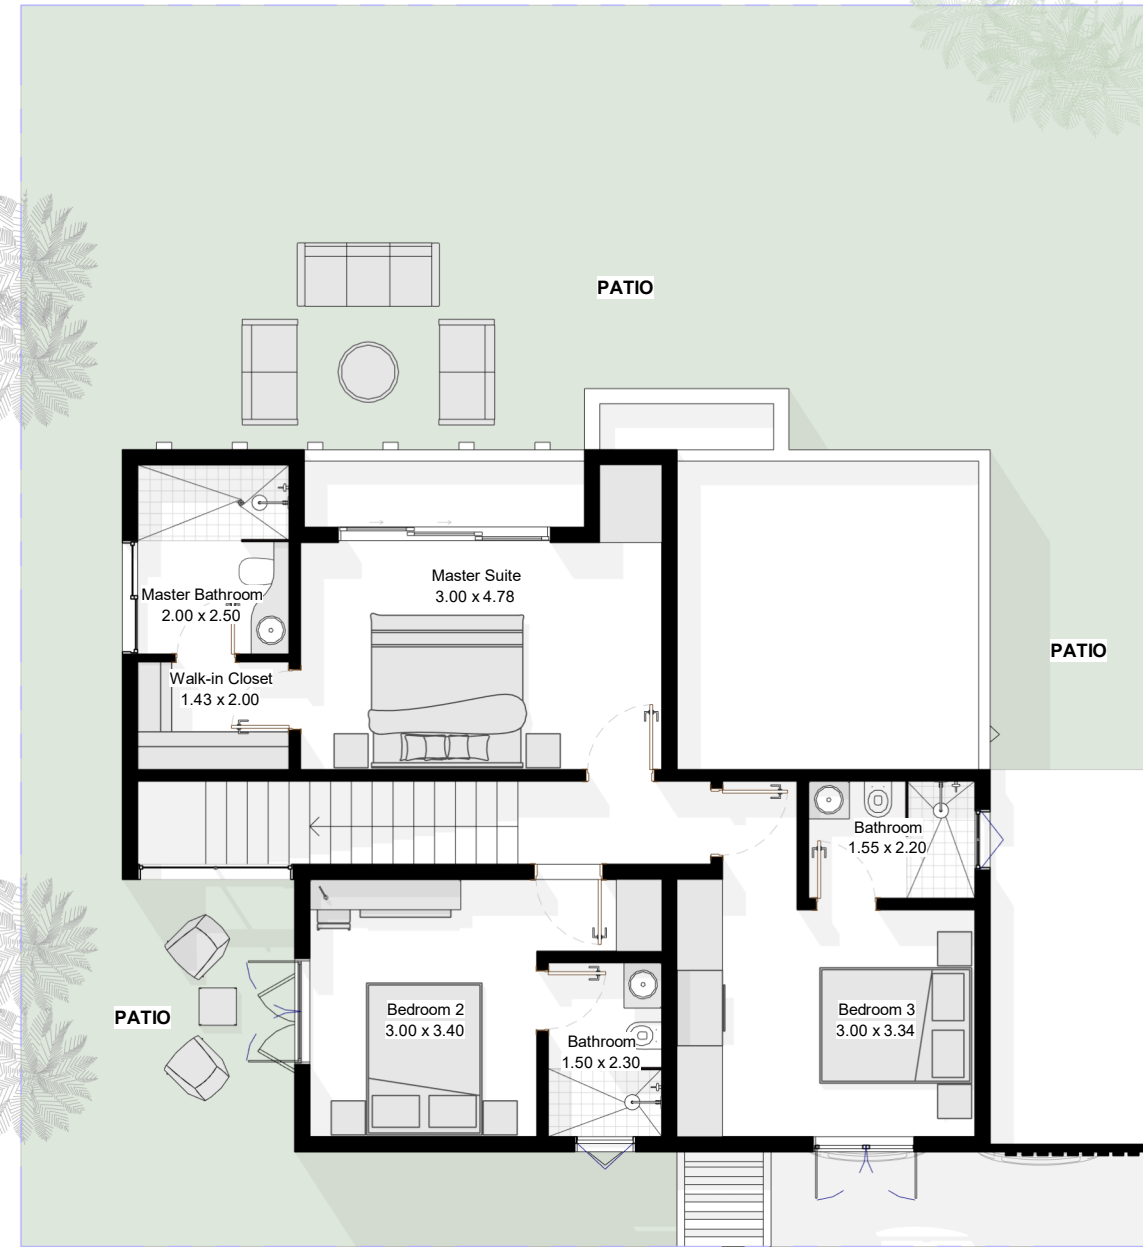 PATIO
Master Suite
3.00 x 4.78
Master Bathroom
2.00 x 2.50
PATIO
Walk-in Closet
1.43 x 2.00
Bathroom
1.55 x 2.20
Bedroom 2
3.00 x 3.40
Bedroom 3
3.00 x 3.34
PATIO
Bathroom
1.50 x 2.30